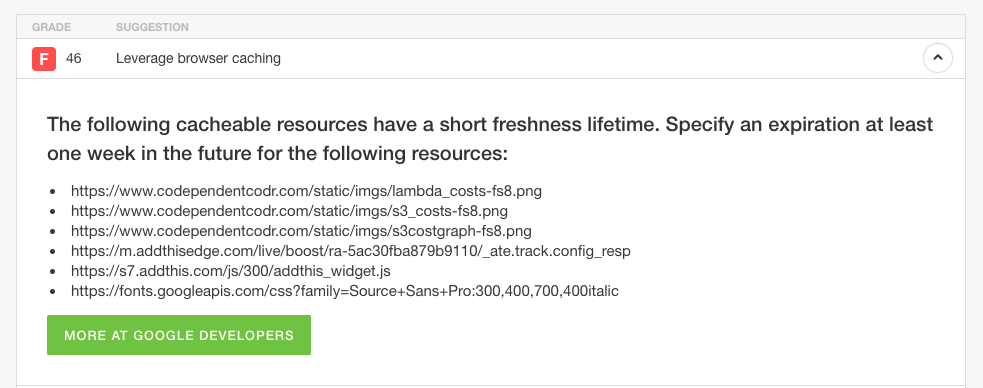 GRADE SUGGESTION
F 46 Leverage browser caching
The following cacheable resources have a short freshness lifetime. Specify an expiration at least
one week in the future for the following resources:
• https://www.codependentcodr.com/static/imgs/lambda_costs-fs8.png
• https://www.codependentcodr.com/static/imgs/s3_costs-fs8.png
• https://www.codependentcodr.com/static/imgs/s3costgraph-fs8.png
• https://m.addthisedge.com/live/boost/ra-5ac30fba879b9110/_ate.track.config_resp
• https://s7.addthis.com/js/300/addthis_widget.js
• https://fonts.googleapis.com/css?family=Source+Sans+Pro:300,400,700,400italic
MORE AT GOOGLE DEVELOPERS